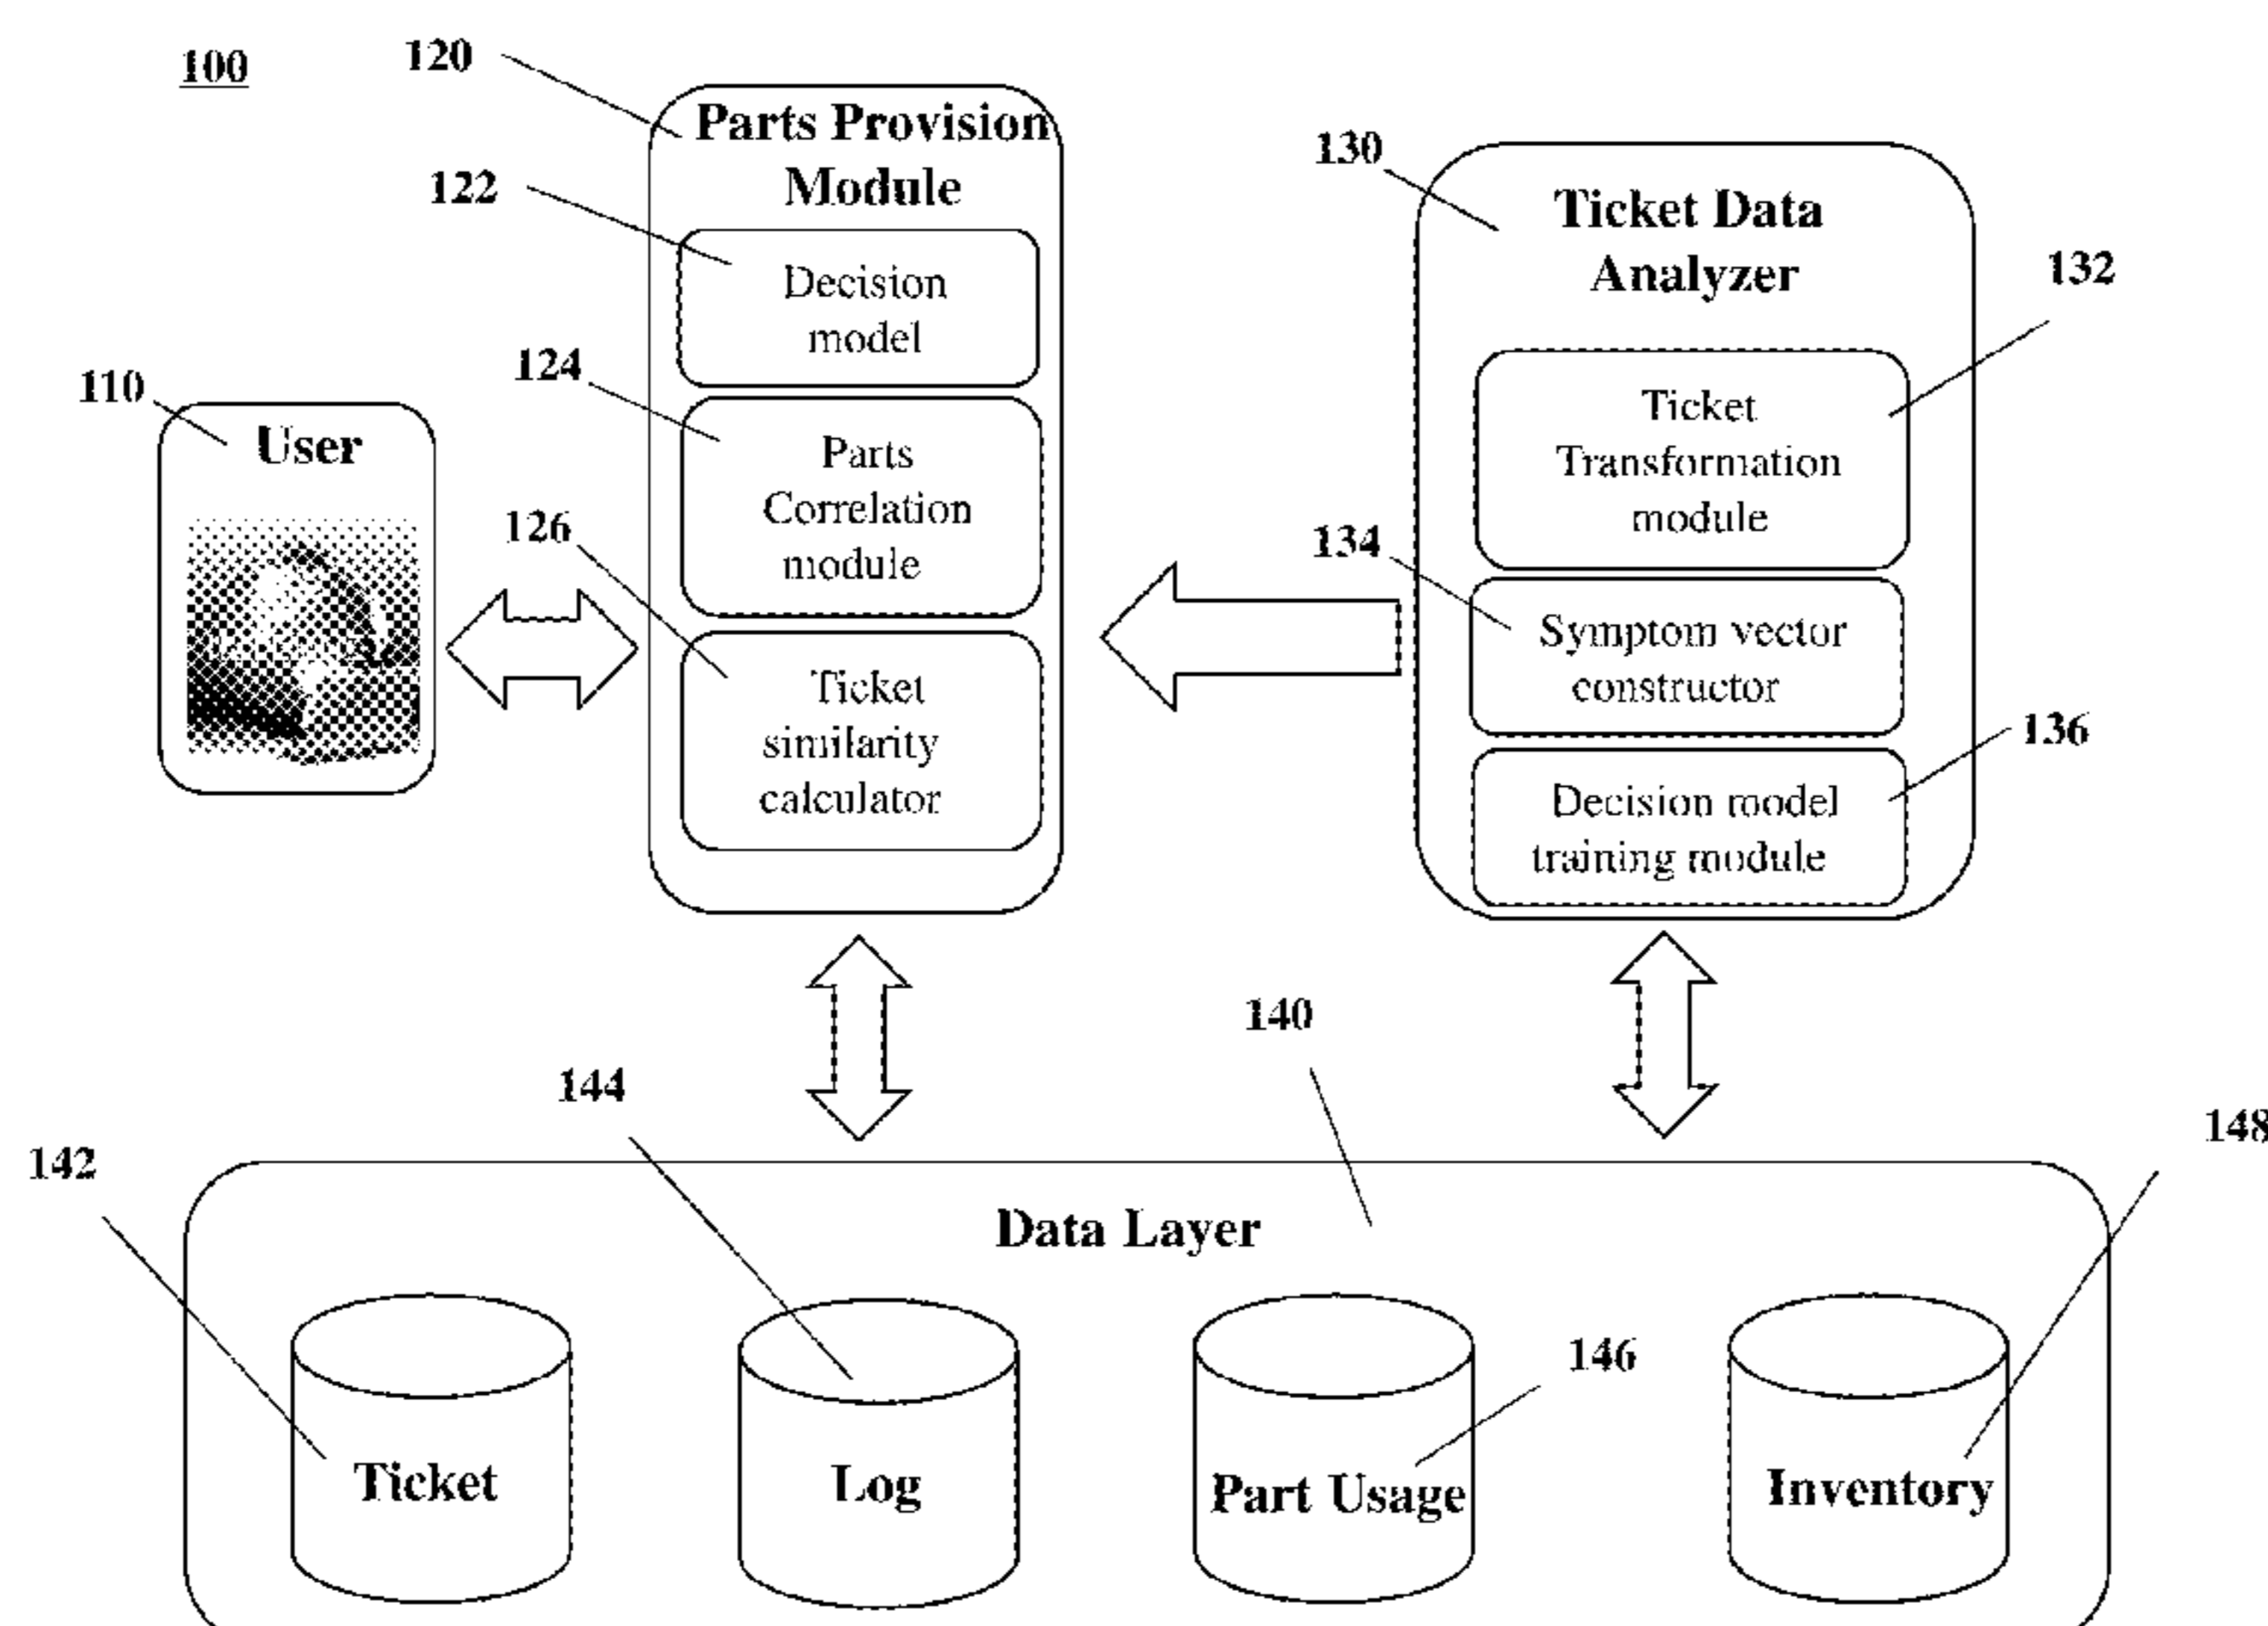 100
120
Parts Provision
Module
122
Decision
model
124
Parts
Correlation
module
126
Ticket
similarity
calculator
110
User
130
Ticket Data
Analyzer
132
Ticket
Transformation
module
134
Symptom vector
constructor
136
Decision model
training module
140
144
142
148
Data Layer
146
Ticket
Log
Part Usage
Inventory